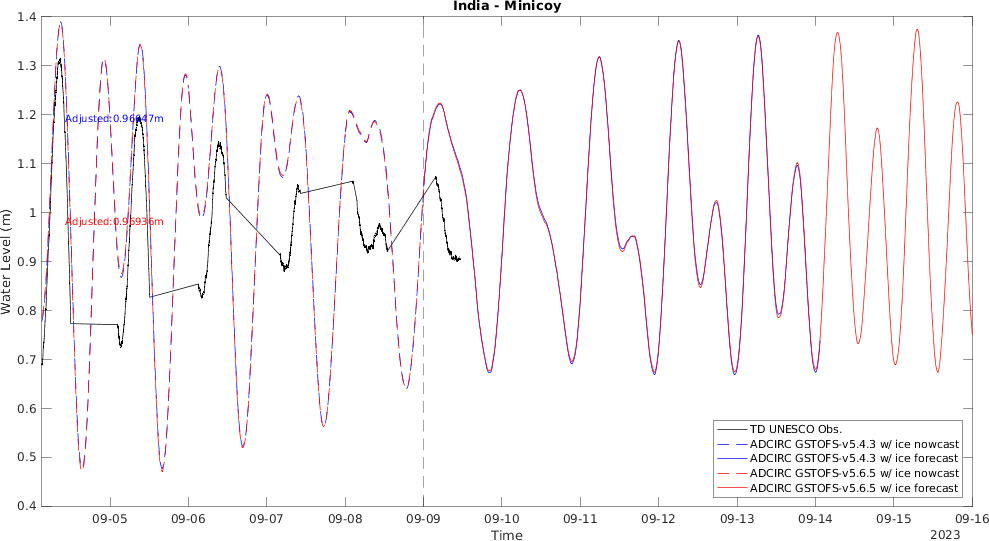 India - Minicoy
1.4
1.3
1.2
1.1
1
0.9
0.8
0.7
0.6
0.5
0.4
Water Level (m)
Adjusted:0.96647m
Adjusted:0.96936m
TD UNESCO Obs.
ADCIRC GSTOFS-v5.4.3 w/ ice nowcast
ADCIRC GSTOFS-v5.4.3 w/ ice forecast
ADCIRC GSTOFS-v5.6.5 w/ ice nowcast
ADCIRC GSTOFS-v5.6.5 w/ ice forecast
09-05 09-06 09-07 09-08 09-09 09-10 09-11 09-12 09-13 09-14 09-15 09-16
Time
2023